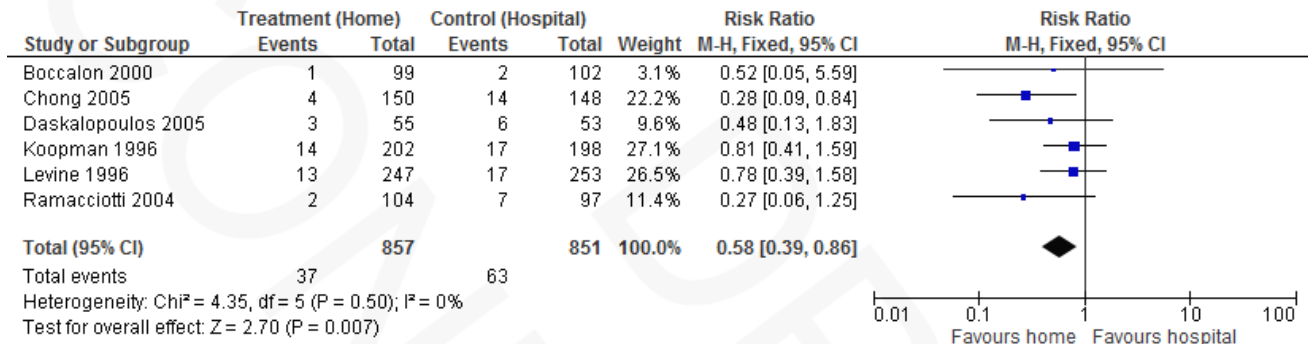 Treatment (Home) Control (Hospital) Risk Ratio Risk Ratio
Study or Subgroup Events Total Events Total Weight M-H, Fixed, 95% CI M-H, Fixed, 95% CI
Boccalon 2000 1 99 2 102 3.1% 0.52 [0.05, 5.59]
Chong 2005 4 150 14 148 22.2% 0.28 [0.09, 0.84]
Daskalopoulos 2005 3 55 6 53 9.6% 0.48 [0.13, 1.83]
Koopman 1996 14 202 17 198 27.1% 0.81 [0.41, 1.59]
Levine 1996 13 247 17 253 26.5% 0.78 [0.39, 1.58]
Ramacciotti 2004 2 104 7 97 11.4% 0.27 [0.06, 1.25]
Total (95% CI) 857 851 100.0% 0.58 [0.39, 0.86]
Total events 37 63
Heterogeneity: Chi² = 4.35, df = 5 (P = 0.50); I² = 0%
Test for overall effect: Z = 2.70 (P = 0.007)
0.01 0.1 1 10 100
Favours home Favours hospital